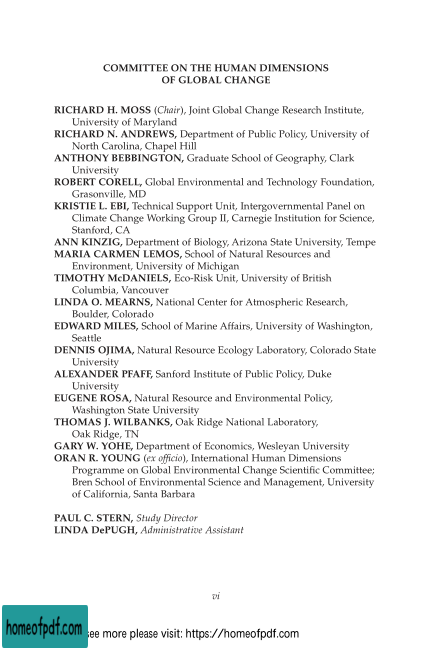 COMMITTEE ON THE HUMAN DIMENSIONS
OF GLOBAL CHANGE
RICHARD H. MOSS (Chair), Joint Global Change Research Institute,
University of Maryland
RICHARD N. ANDREWS, Department of Public Policy, University of
North Carolina, Chapel Hill
ANTHONY BEBBINGTON, Graduate School of Geography, Clark
University
ROBERT CORELL, Global Environmental and Technology Foundation,
Grasonville, MD
KRISTIE L. EBI, Technical Support Unit, Intergovernmental Panel on
Climate Change Working Group II, Carnegie Institution for Science,
Stanford, CA
ANN KINZIG, Department of Biology, Arizona State University, Tempe
MARIA CARMEN LEMOS, School of Natural Resources and
Environment, University of Michigan
TIMOTHY McDANIELS, Eco-Risk Unit, University of British
Columbia, Vancouver
LINDA O. MEARNS, National Center for Atmospheric Research,
Boulder, Colorado
EDWARD MILES, School of Marine Affairs, University of Washington,
Seattle
DENNIS OJIMA, Natural Resource Ecology Laboratory, Colorado State
University
ALEXANDER PFAFF, Sanford Institute of Public Policy, Duke
University
EUGENE ROSA, Natural Resource and Environmental Policy,
Washington State University
THOMAS J. WILBANKS, Oak Ridge National Laboratory,
Oak Ridge, TN
GARY W. YOHE, Department of Economics, Wesleyan University
ORAN R. YOUNG (ex officio), International Human Dimensions
Programme on Global Environmental Change Scientific Committee;
Bren School of Environmental Science and Management, University
of California, Santa Barbara
PAUL C. STERN, Study Director
LINDA DePUGH, Administrative Assistant
vi
homeofpdf.com
see more please visit: https://homeofpdf.com